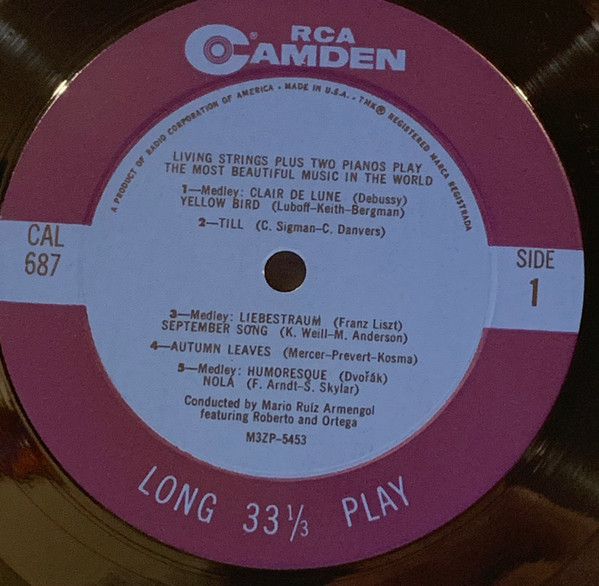 RCA
CAMDEN
®
A PRODUCT OF RADIO CORPORATION OF AMERICA • MADE IN U.S.A. • TMK® REGISTERED MARCA REGISTRADA
LIVING STRINGS PLUS TWO PIANOS PLAY
THE MOST BEAUTIFUL MUSIC IN THE WORLD
1—Medley: CLAIR DE LUNE (Debussy)
YELLOW BIRD (Luboff-Keith-Bergman)
2—TILL (C. Sigman-C. Danvers)
CAL
687
SIDE
1
3—Medley: LIEBESTRAUM (Franz Liszt)
SEPTEMBER SONG (K. Weill-M. Anderson)
4—AUTUMN LEAVES (Mercer-Prevert-Kosma)
5—Medley: HUMORESQUE (Dvořák)
NOLA (F. Arndt-S. Skylar)
Conducted by Mario Ruiz Armengol
featuring Roberto and Ortega
M3ZP-5453
LONG 33⅓ PLAY